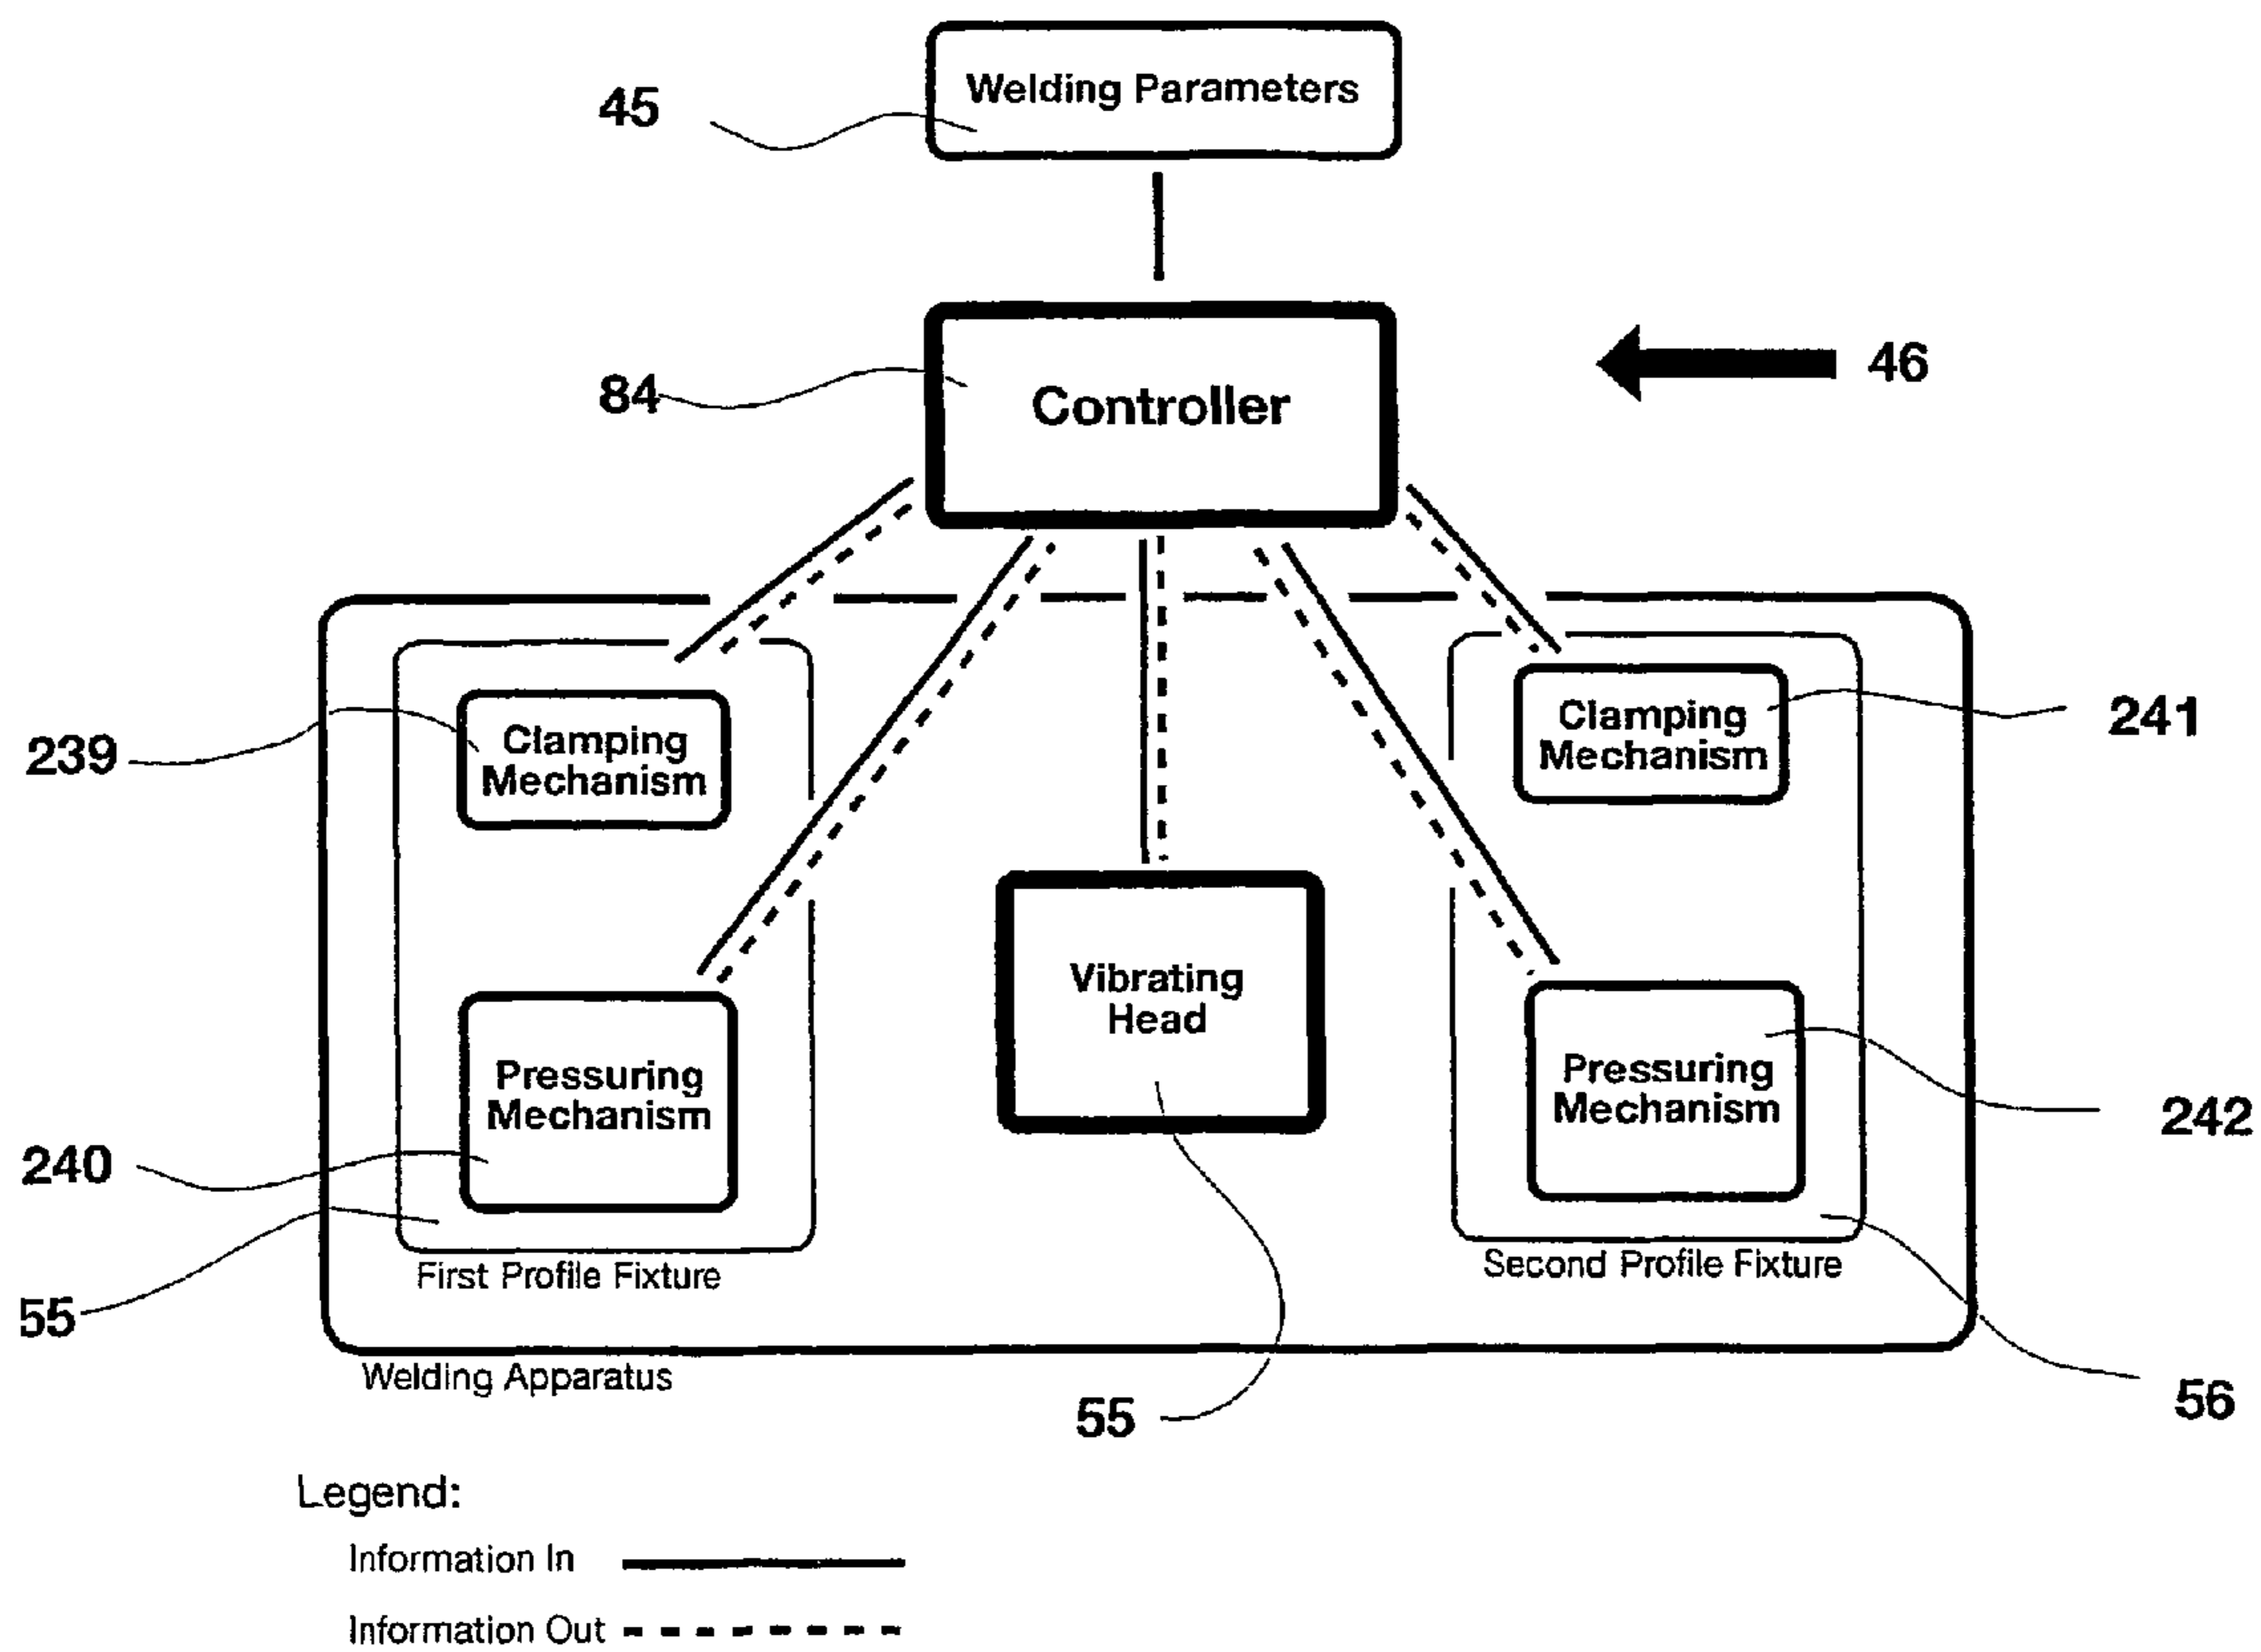 Welding Parameters
45
84
Controller
46
239
Clamping
Mechanism
Clamping
Mechanism
241
Vibrating
Head
240
Pressuring
Mechanism
Pressuring
Mechanism
242
55
First Profile Fixture
Second Profile Fixture
Welding Apparatus
55
56
Legend:
Information In
Information Out